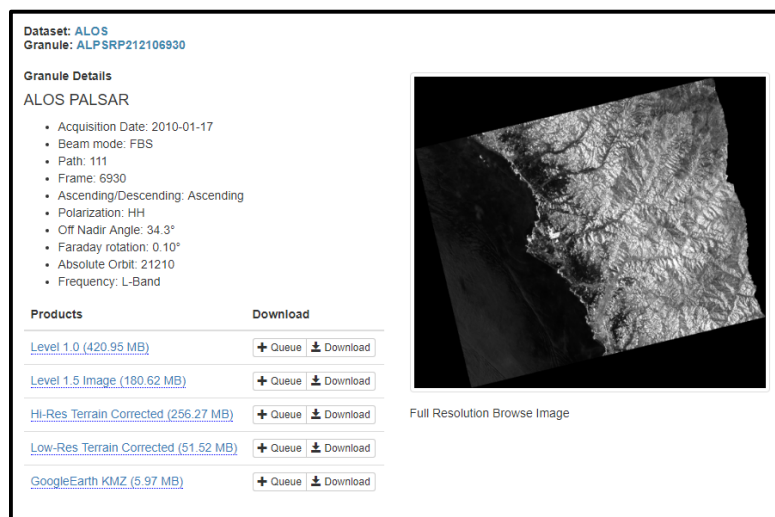 Dataset: ALOS
Granule: ALPSRP212106930
Granule Details
ALOS PALSAR
• Acquisition Date: 2010-01-17
• Beam mode: FBS
• Path: 111
• Frame: 6930
• Ascending/Descending: Ascending
• Polarization: HH
• Off Nadir Angle: 34.3°
• Faraday rotation: 0.10°
• Absolute Orbit: 21210
• Frequency: L-Band
Products Download
Level 1.0 (420.95 MB) Queue Download
Level 1.5 Image (180.62 MB) Queue Download
Hi-Res Terrain Corrected (256.27 MB) Queue Download
Low-Res Terrain Corrected (51.52 MB) Queue Download
GoogleEarth KMZ (5.97 MB) Queue Download
Full Resolution Browse Image